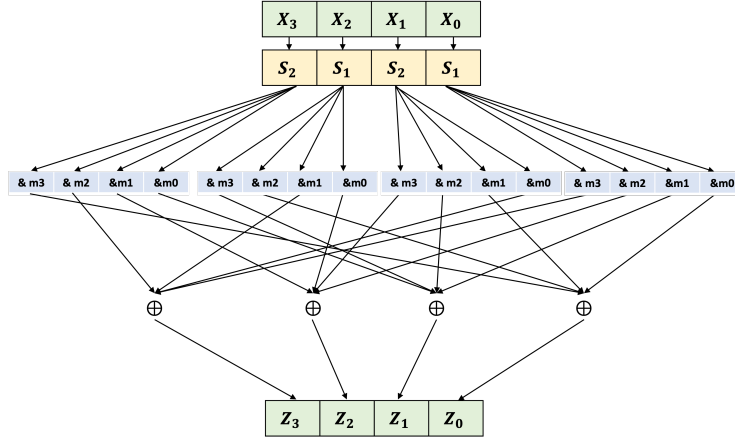 X3 X2 X1 X0
S2 S1 S2 S1
& m3 & m2 &m1 &m0 & m3 & m2 &m1 &m0 & m3 & m2 &m1 &m0 & m3 & m2 &m1 &m0
⊕ ⊕ ⊕ ⊕
Z3 Z2 Z1 Z0